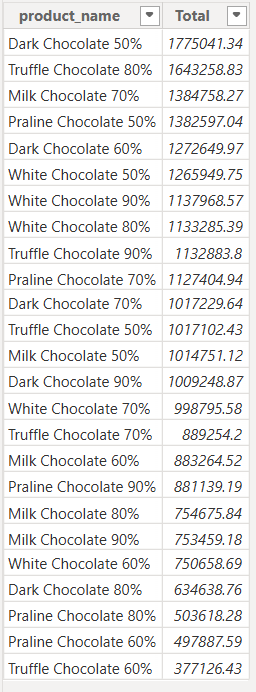 product_name Total
Dark Chocolate 50% 1775041.34
Truffle Chocolate 80% 1643258.83
Milk Chocolate 70% 1384758.27
Praline Chocolate 50% 1382597.04
Dark Chocolate 60% 1272649.97
White Chocolate 50% 1265949.75
White Chocolate 90% 1137968.57
White Chocolate 80% 1133285.39
Truffle Chocolate 90% 1132883.8
Praline Chocolate 70% 1127404.94
Dark Chocolate 70% 1017229.64
Truffle Chocolate 50% 1017102.43
Milk Chocolate 50% 1014751.12
Dark Chocolate 90% 1009248.87
White Chocolate 70% 998795.58
Truffle Chocolate 70% 889254.2
Milk Chocolate 60% 883264.52
Praline Chocolate 90% 881139.19
Milk Chocolate 80% 754675.84
Milk Chocolate 90% 753459.18
White Chocolate 60% 750658.69
Dark Chocolate 80% 634638.76
Praline Chocolate 80% 503618.28
Praline Chocolate 60% 497887.59
Truffle Chocolate 60% 377126.43